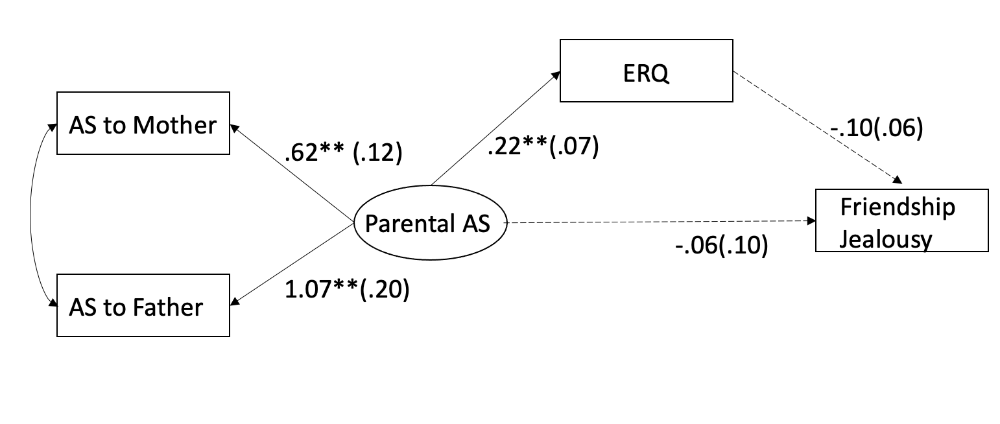 ERQ
AS to Mother
-.10(.06)
.62** (.12)
.22**(.07)
Friendship
Jealousy
Parental AS
-.06(.10)
1.07**(.20)
AS to Father